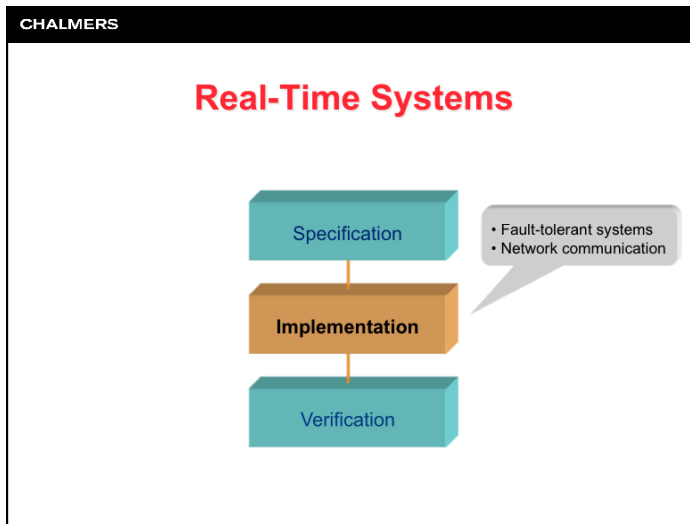 CHALMERS
Real-Time Systems
Specification
• Fault-tolerant systems
• Network communication
Implementation
Verification